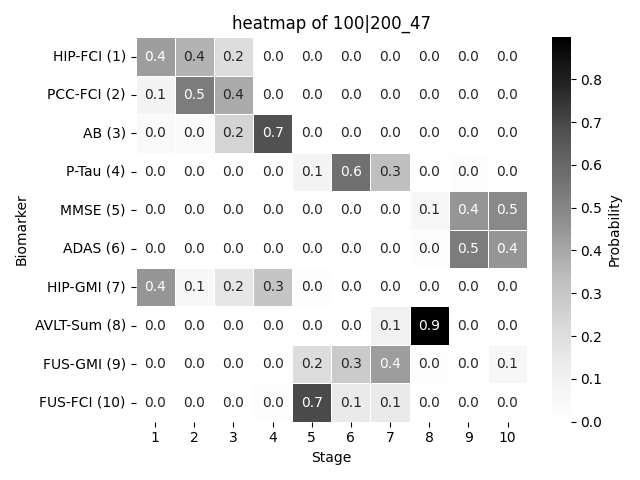 heatmap of 100|200_47
HIP-FCI (1) 0.4 0.4 0.2 0.0 0.0 0.0 0.0 0.0 0.0 0.0
PCC-FCI (2) 0.1 0.5 0.4 0.0 0.0 0.0 0.0 0.0 0.0 0.0
AB (3) 0.0 0.0 0.2 0.7 0.0 0.0 0.0 0.0 0.0 0.0
P-Tau (4) 0.0 0.0 0.0 0.0 0.1 0.6 0.3 0.0 0.0 0.0
MMSE (5) 0.0 0.0 0.0 0.0 0.0 0.0 0.0 0.1 0.4 0.5
ADAS (6) 0.0 0.0 0.0 0.0 0.0 0.0 0.0 0.0 0.5 0.4
HIP-GMI (7) 0.4 0.1 0.2 0.3 0.0 0.0 0.0 0.0 0.0 0.0
AVLT-Sum (8) 0.0 0.0 0.0 0.0 0.0 0.0 0.1 0.9 0.0 0.0
FUS-GMI (9) 0.0 0.0 0.0 0.0 0.2 0.3 0.4 0.0 0.0 0.1
FUS-FCI (10) 0.0 0.0 0.0 0.0 0.7 0.1 0.1 0.0 0.0 0.0
1 2 3 4 5 6 7 8 9 10
Stage
Biomarker
0.8
0.7
0.6
0.5
0.4
0.3
0.2
0.1
0.0
Probability